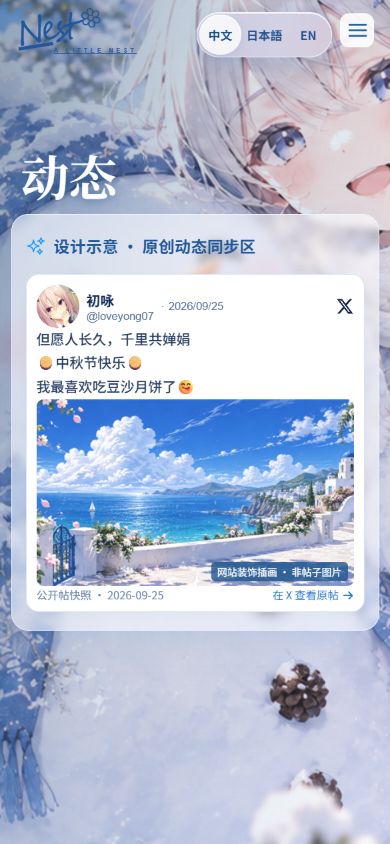 Nest
A LITTLE NEST
中文 日本語 EN
动态
设计示意 · 原创动态同步区
初咏 · 2026/09/25
@loveyong07
但愿人长久，千里共婵娟
🥮中秋节快乐🥮
我最喜欢吃豆沙月饼了😋
网站装饰插画 · 非帖子图片
公开帖快照 · 2026-09-25 在 X 查看原帖 →